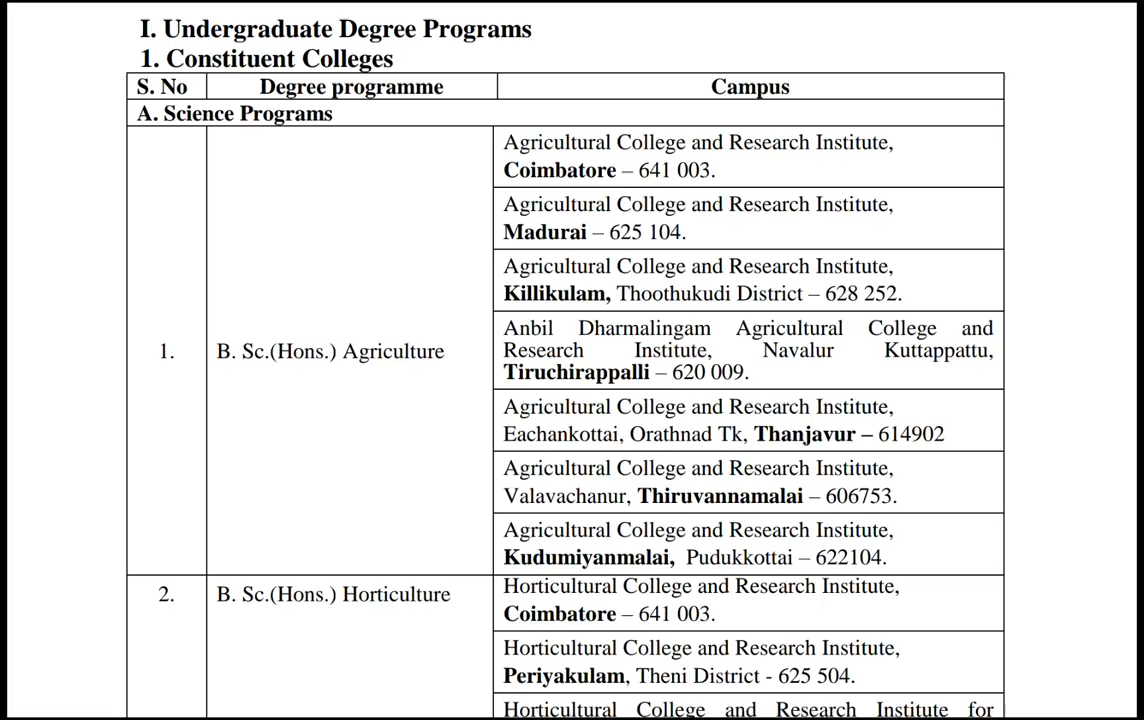 I. Undergraduate Degree Programs
1. Constituent Colleges
S. No Degree programme Campus
A. Science Programs
1. B. Sc.(Hons.) Agriculture
Agricultural College and Research Institute,
Coimbatore – 641 003.
Agricultural College and Research Institute,
Madurai – 625 104.
Agricultural College and Research Institute,
Killikulam, Thoothukudi District – 628 252.
Anbil Dharmalingam Agricultural College and
Research Institute, Navalur Kuttappattu,
Tiruchirappalli – 620 009.
Agricultural College and Research Institute,
Eachankottai, Orathnad Tk, Thanjavur – 614902
Agricultural College and Research Institute,
Valavachanur, Thiruvannamalai – 606753.
Agricultural College and Research Institute,
Kudumiyanmalai, Pudukkottai – 622104.
2. B. Sc.(Hons.) Horticulture
Horticultural College and Research Institute,
Coimbatore – 641 003.
Horticultural College and Research Institute,
Periyakulam, Theni District - 625 504.
Horticultural College and Research Institute for